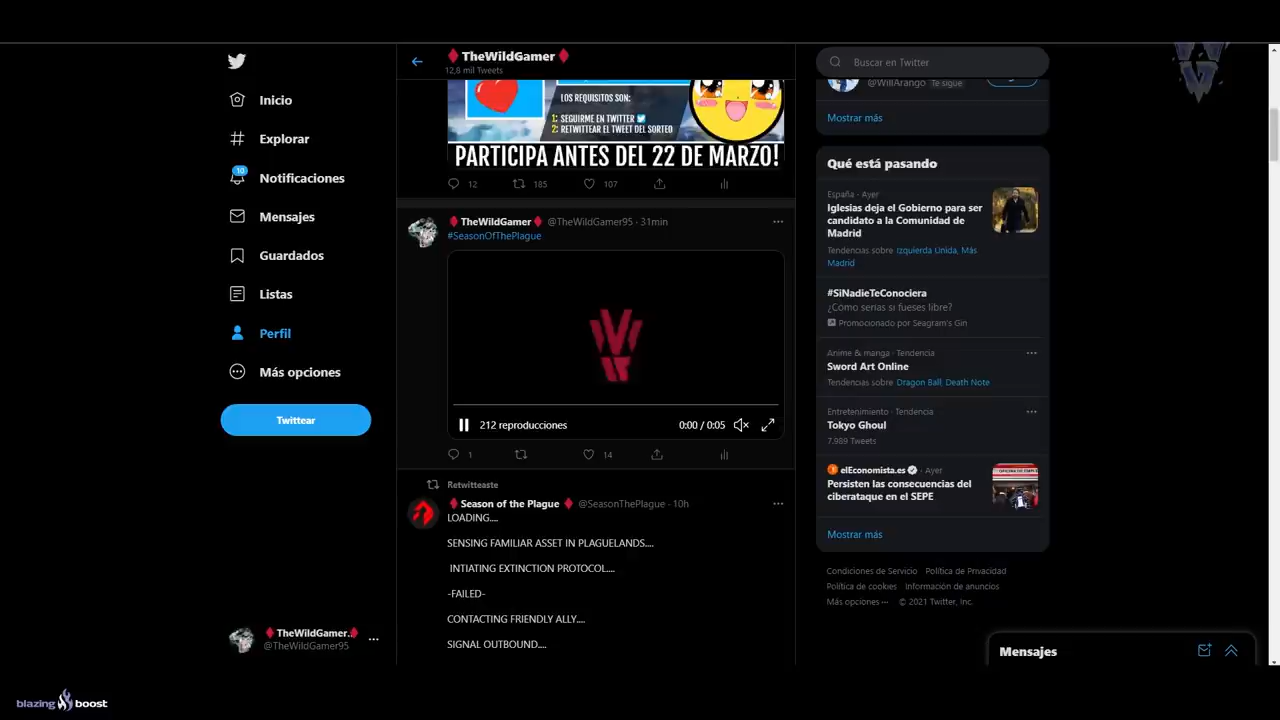 Inicio
Explorar
10
Notificaciones
Mensajes
Guardados
Listas
Perfil
Más opciones
Twittear
TheWildGamer..
@TheWildGamer95
TheWildGamer
12,8 mil Tweets
LOS REQUISITOS SON:
1: SEGUIRME EN TWITTER
2: RETWITTEAR EL TWEET DEL SORTEO
PARTICIPA ANTES DEL 22 DE MARZO!
12 185 107
TheWildGamer @TheWildGamer95 · 31min
#SeasonOfThePlague
212 reproducciones 0:00 / 0:05
1 14
Retwitteaste
Season of the Plague @SeasonThePlague · 10h
LOADING....
SENSING FAMILIAR ASSET IN PLAGUELANDS....
INTIATING EXTINCTION PROTOCOL....
-FAILED-
CONTACTING FRIENDLY ALLY....
SIGNAL OUTBOUND....
Buscar en Twitter
@WillArango Te sigue
Mostrar más
Qué está pasando
España · Ayer
Iglesias deja el Gobierno para ser
candidato a la Comunidad de
Madrid
Tendencias sobre Izquierda Unida, Más
Madrid
#SiNadieTeConociera
¿Cómo serías si fueses libre?
Promocionado por Seagram's Gin
Anime & manga · Tendencia
Sword Art Online
Tendencias sobre Dragon Ball, Death Note
Entretenimiento · Tendencia
Tokyo Ghoul
7.989 Tweets
elEconomista.es · Ayer
Persisten las consecuencias del
ciberataque en el SEPE
Mostrar más
Condiciones de Servicio Política de Privacidad
Política de cookies Información de anuncios
Más opciones ··· © 2021 Twitter, Inc.
Mensajes
blazing boost